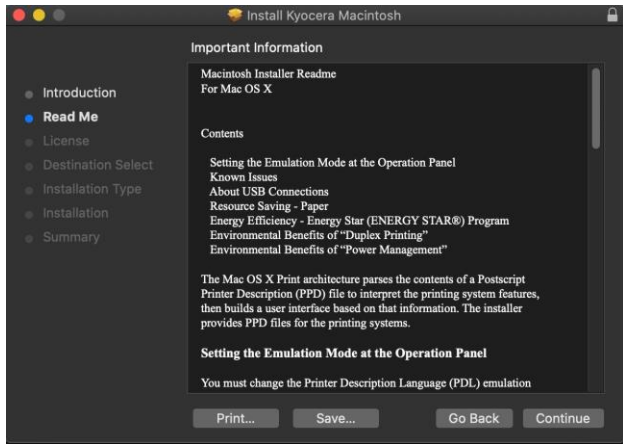 Install Kyocera Macintosh
Important Information
Introduction
Read Me
License
Destination Select
Installation Type
Installation
Summary
Macintosh Installer Readme
For Mac OS X
Contents
Setting the Emulation Mode at the Operation Panel
Known Issues
About USB Connections
Resource Saving - Paper
Energy Efficiency - Energy Star (ENERGY STAR®) Program
Environmental Benefits of “Duplex Printing”
Environmental Benefits of “Power Management”
The Mac OS X Print architecture parses the contents of a Postscript
Printer Description (PPD) file to interpret the printing system features,
then builds a user interface based on that information. The installer
provides PPD files for the printing systems.
Setting the Emulation Mode at the Operation Panel
You must change the Printer Description Language (PDL) emulation
Print...
Save...
Go Back
Continue